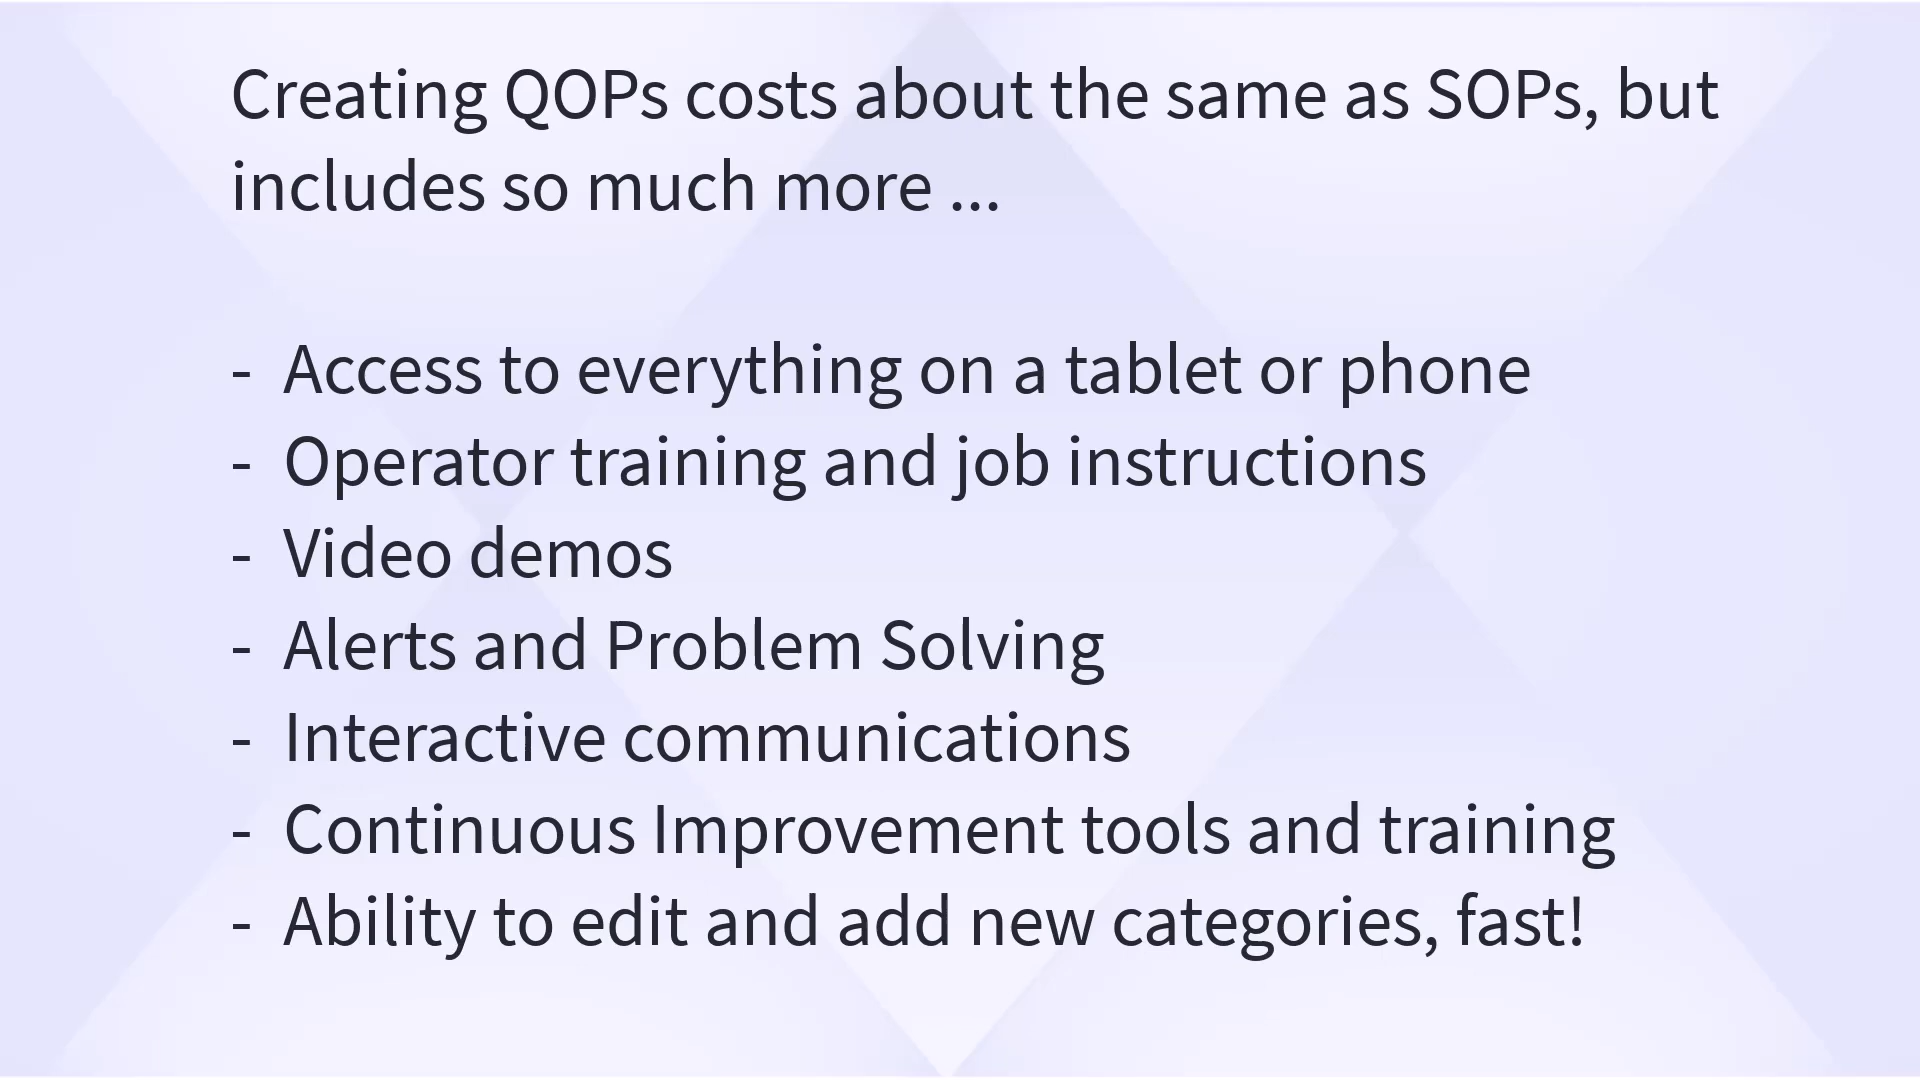 Creating QOPs costs about the same as SOPs, but
includes so much more ...
- Access to everything on a tablet or phone
- Operator training and job instructions
- Video demos
- Alerts and Problem Solving
- Interactive communications
- Continuous Improvement tools and training
- Ability to edit and add new categories, fast!